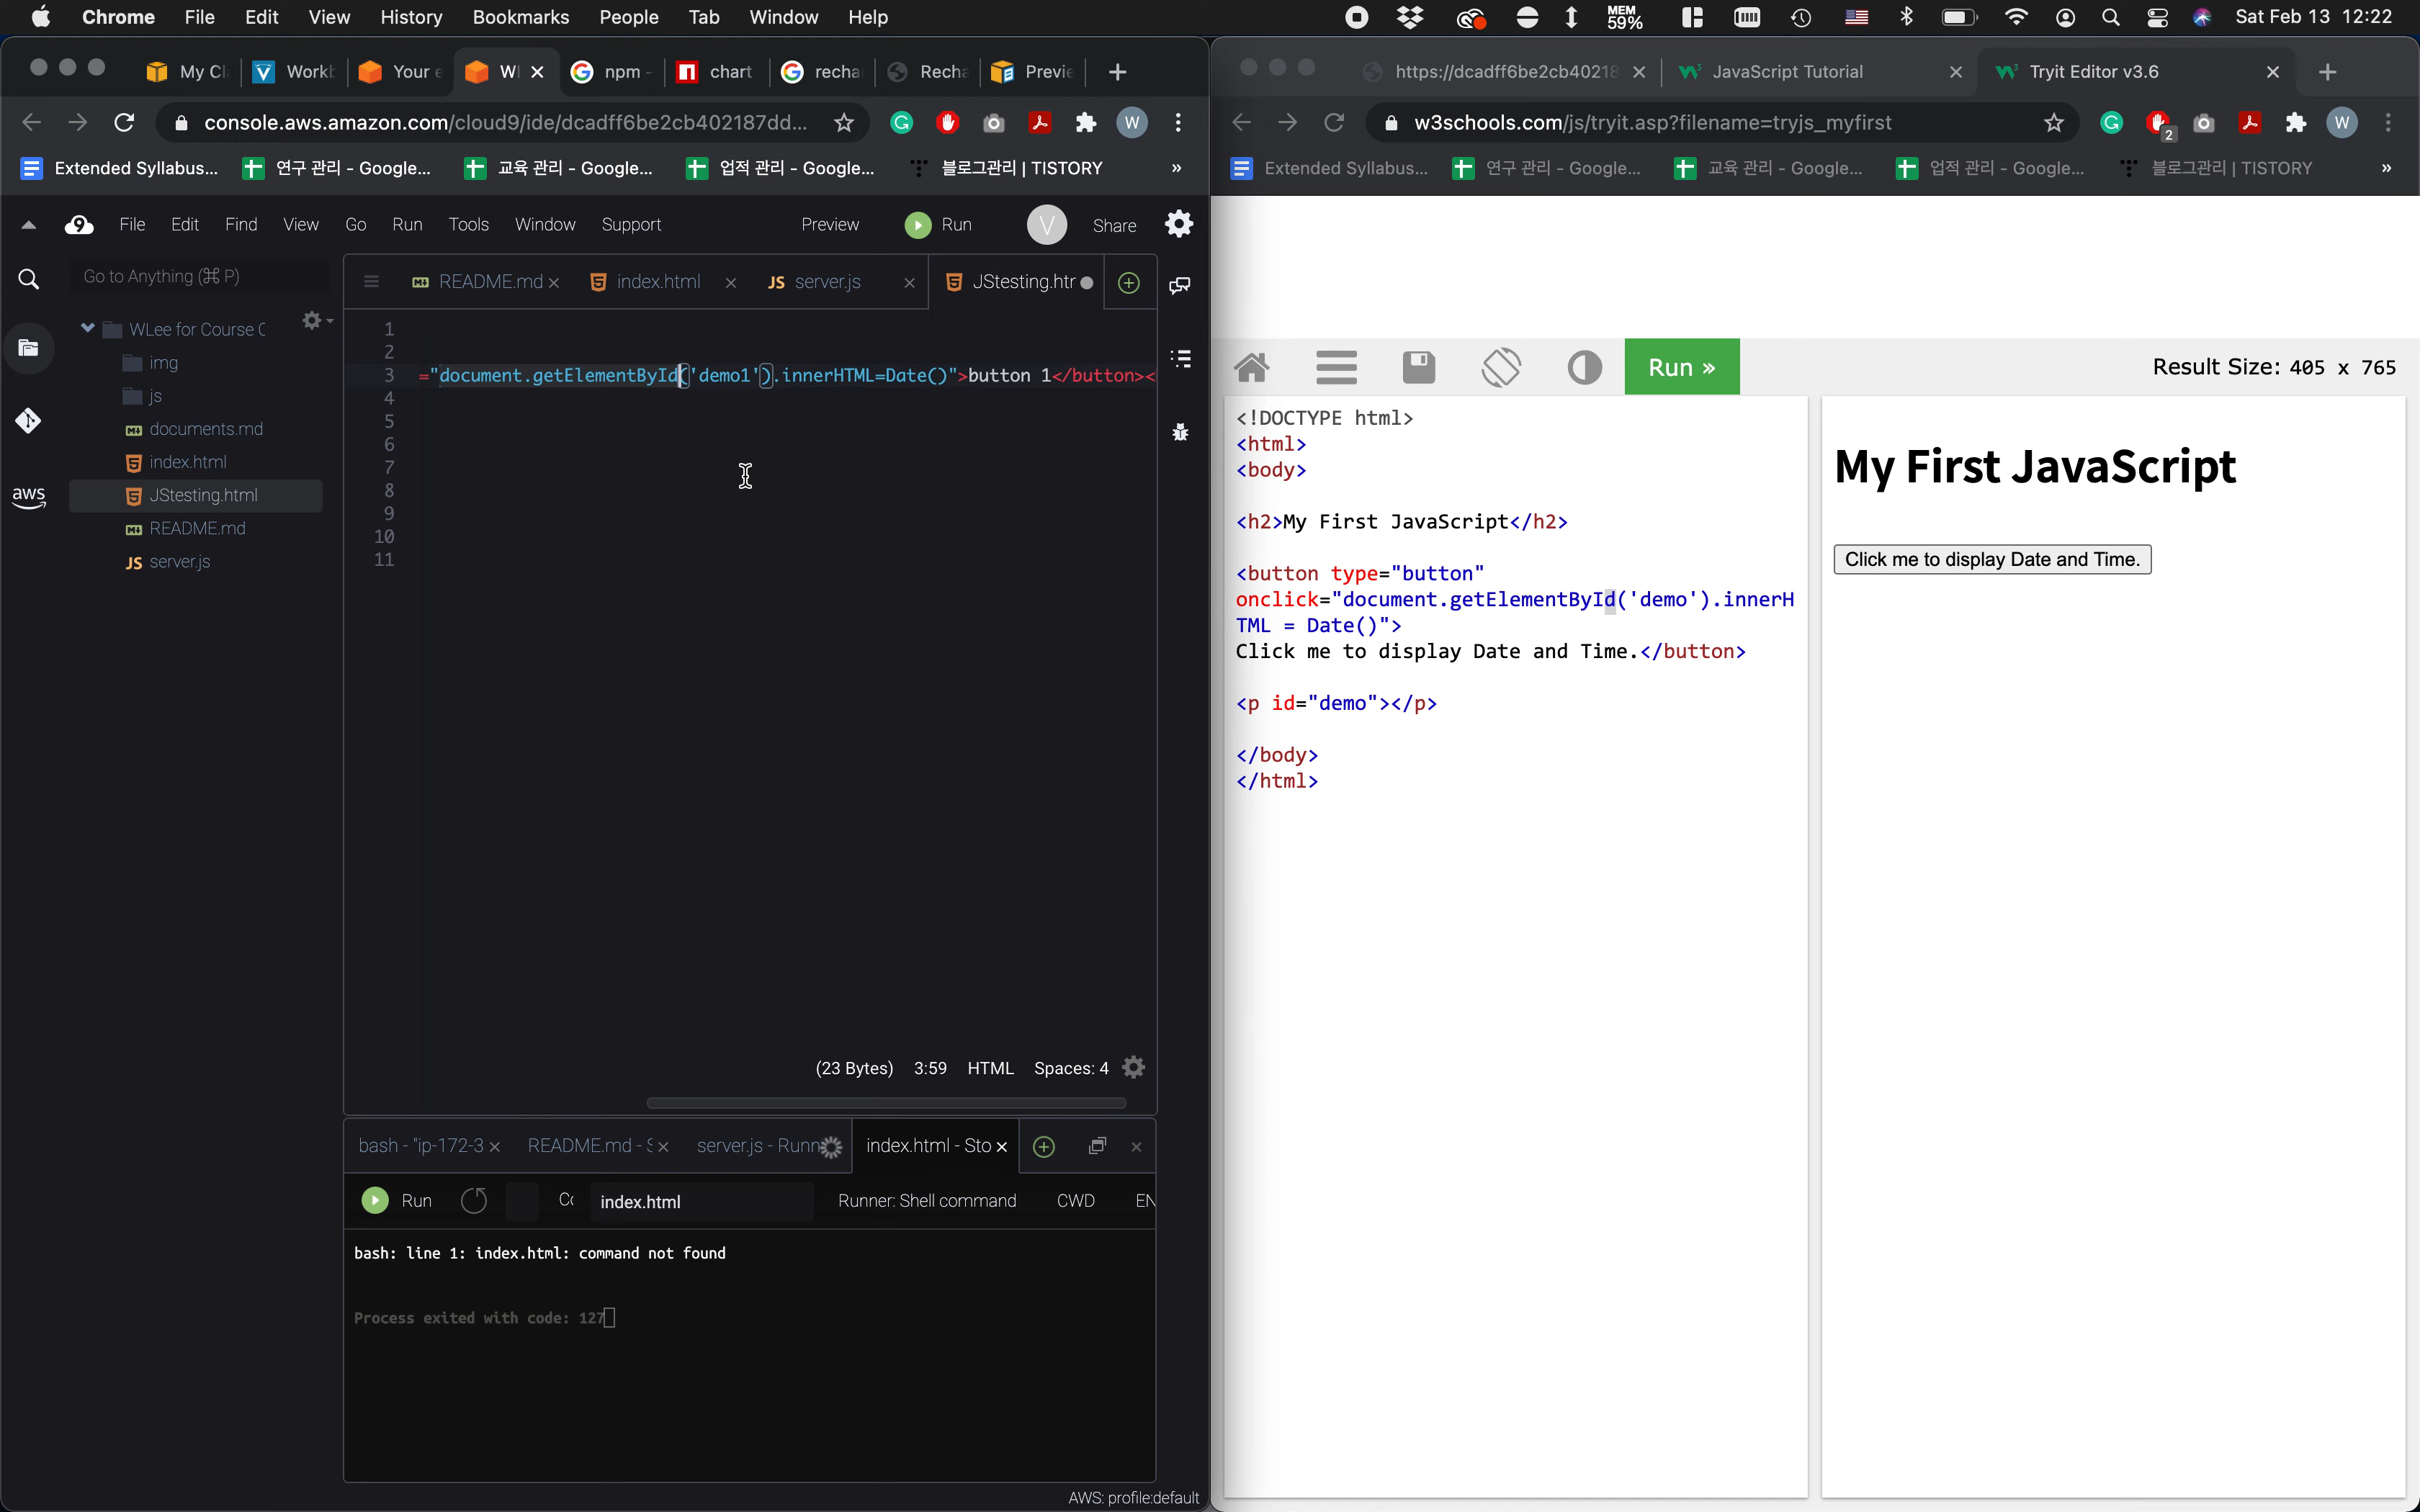 Chrome File Edit View History Bookmarks People Tab Window Help MEM 59% Sat Feb 13 12:22
My Cl Workb Your e Wl npm - chart recha Recha Previe
console.aws.amazon.com/cloud9/ide/dcadff6be2cb402187dd... W
Extended Syllabus... 연구 관리 - Google... 교육 관리 - Google... 업적 관리 - Google... 블로그관리 | TISTORY »
9 File Edit Find View Go Run Tools Window Support Preview Run V Share
Go to Anything (⌘ P)
WLee for Course C
img
js
documents.md
index.html
JStesting.html
README.md
server.js
aws
README.md index.html JS server.js JStesting.htr
1
2
3 ="document.getElementById('demo1').innerHTML=Date()">button 1</button><
4
5
6
7
8
9
10
11
(23 Bytes) 3:59 HTML Spaces: 4
bash - "ip-172-3 README.md - S server.js - Runn index.html - Sto
Run Co index.html Runner: Shell command CWD EN
bash: line 1: index.html: command not found
Process exited with code: 127
AWS: profile:default
https://dcadff6be2cb40218 JavaScript Tutorial Tryit Editor v3.6
w3schools.com/js/tryit.asp?filename=tryjs_myfirst 2 W
Extended Syllabus... 연구 관리 - Google... 교육 관리 - Google... 업적 관리 - Google... 블로그관리 | TISTORY »
Run » Result Size: 405 x 765
<!DOCTYPE html>
<html>
<body>
<h2>My First JavaScript</h2>
<button type="button"
onclick="document.getElementById('demo').innerH
TML = Date()">
Click me to display Date and Time.</button>
<p id="demo"></p>
</body>
</html>
My First JavaScript
Click me to display Date and Time.